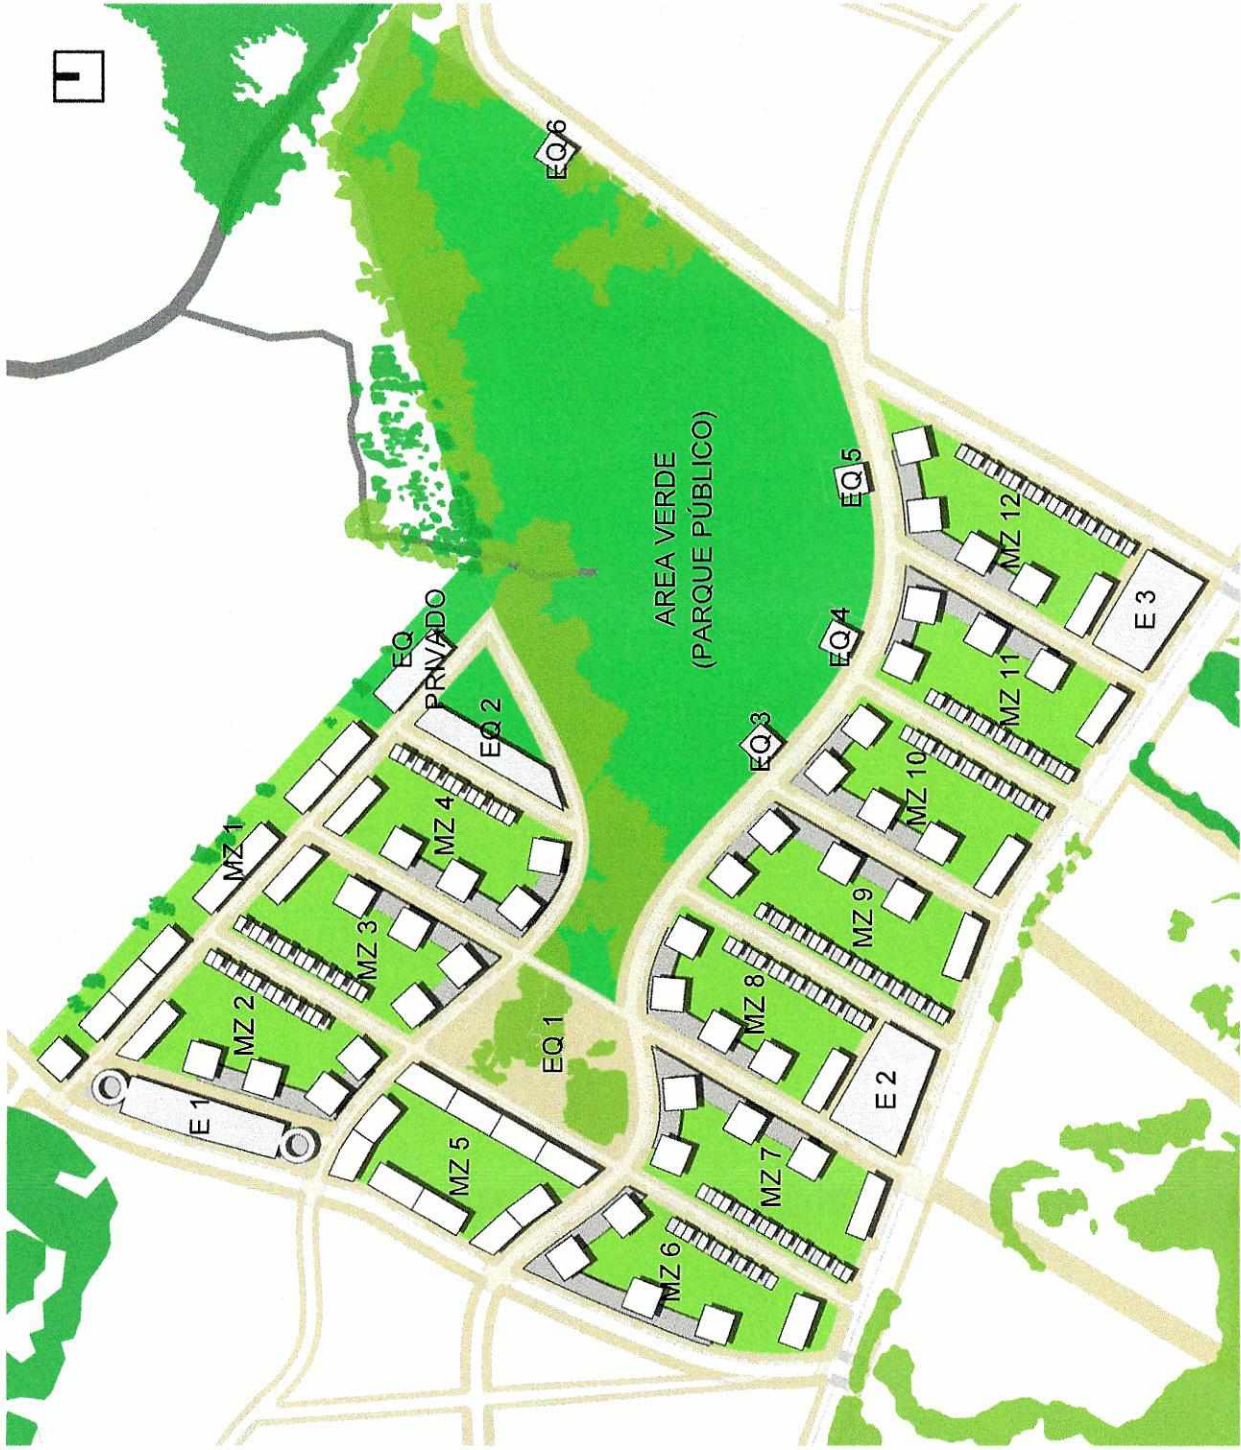 EQ 6
AREA VERDE
(PARQUE PÚBLICO)
EQ 5
EQ 4
EQ 3
EQ
PRIVADO
EQ 2
MZ 1
MZ 4
MZ 3
MZ 2
E 1
EQ 1
MZ 5
MZ 6
MZ 7
E 2
MZ 8
MZ 9
MZ 10
MZ 11
MZ 12
E 3